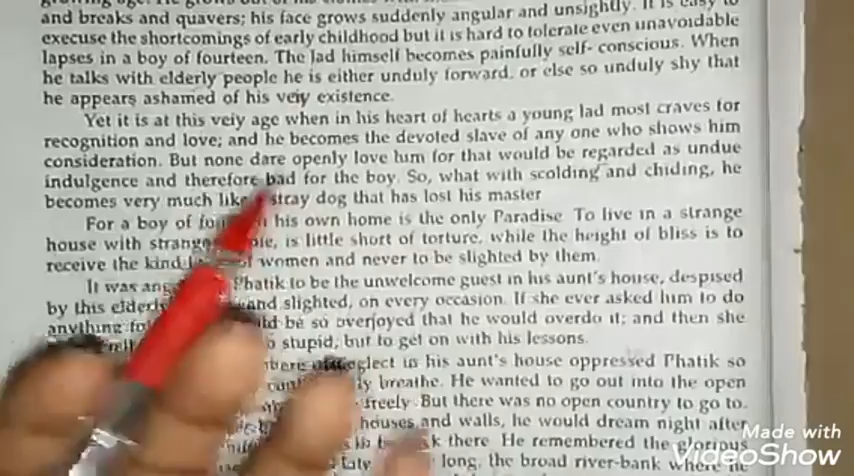 and breaks and quavers; his face grows suddenly angular and unsightly. It is easy to
execuse the shortcomings of early childhood but it is hard to tolerate even unavoidable
lapses in a boy of fourteen. The lad himself becomes painfully self- conscious. When
he talks with elderly people he is either unduly forward, or else so unduly shy that
he appears ashamed of his veiy existence.
Yet it is at this veiy age when in his heart of hearts a young lad most craves for
recognition and love; and he becomes the devoted slave of any one who shows him
consideration. But none dare openly love him for that would be regarded as undue
indulgence and therefore bad for the boy. So, what with scolding and chiding, he
becomes very much like stray dog that has lost his master
For a boy of his own home is the only Paradise. To live in a strange
house with strange is little short of torture, while the height of bliss is to
receive the kind women and never to be slighted by them.
It was Phatik to be the unwelcome guest in his aunt's house, despised
by this elderly and slighted, on every occasion. If she ever asked him to do
anything be so overjoyed that he would overdo it; and then she
stupid, but to get on with his lessons.
neglect in his aunt's house oppressed Phatik so
breathe. He wanted to go out into the open
freely. But there was no open country to go to.
houses and walls, he would dream night after
there. He remembered the glorious
long, the broad river-bank where he
Made with
VideoShow